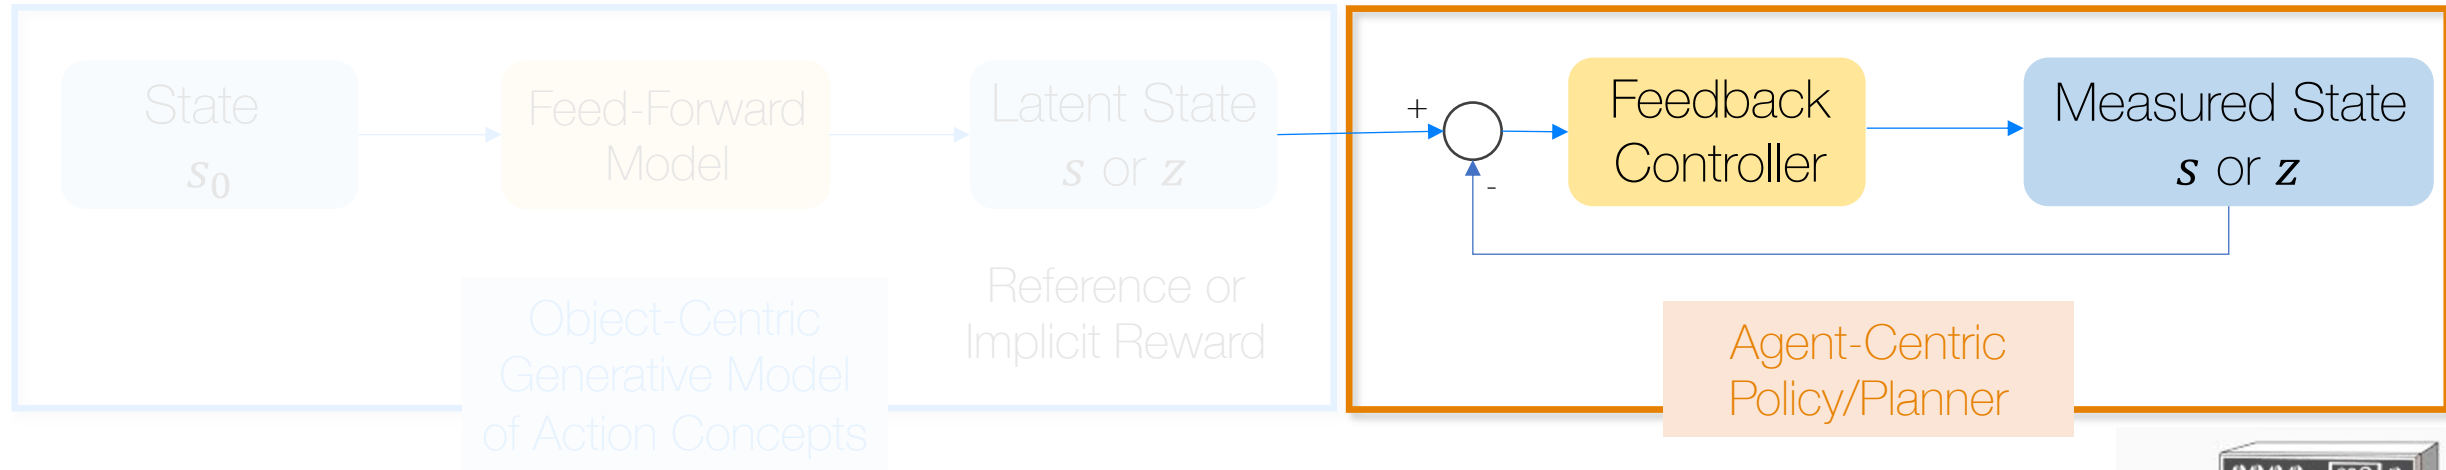 State
s₀
Feed-Forward
Model
Latent State
s or z
Reference or
Implicit Reward
Object-Centric
Generative Model
of Action Concepts
+
-
Feedback
Controller
Measured State
s or z
Agent-Centric
Policy/Planner